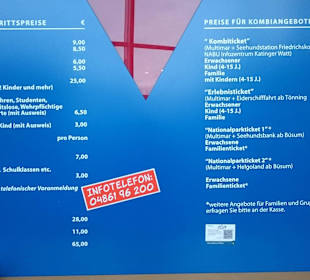 RITTSPREISE €
9,00
8,50
6,00
5,50
25,00
Kinder und mehr)
hren, Studenten,
itslose, Wehrpflichtige
rte (mit Ausweis) 6,50
Kind (mit Ausweis) 3,00
pro Person
7,00
. Schulklassen etc. 3,00
telefonischer Voranmeldung
INFOTELEFON:
04861 96 200
28,00
11,00
65,00
PREISE FÜR KOMBIANGEBOTE
" Kombiticket"
(Multimar + Seehundstation Friedrichsko
NABU Infozentrum Katinger Watt)
Erwachsener
Kind (4-15 J.)
Familie
mit Kindern (4-15 J.)
"Erlebnisticket"
(Multimar + Eiderschifffahrt ab Tönning
Erwachsener
Kind (4-15 J.)
Familie
"Nationalparkticket 1"*
(Multimar + Seehundsbank ab Büsum)
Erwachsene
Familienticket*
"Nationalparkticket 2"*
(Multimar + Helgoland ab Büsum)
Erwachsene
Familienticket*
*weitere Angebote für Familien und Grup
erfragen Sie bitte an der Kasse.